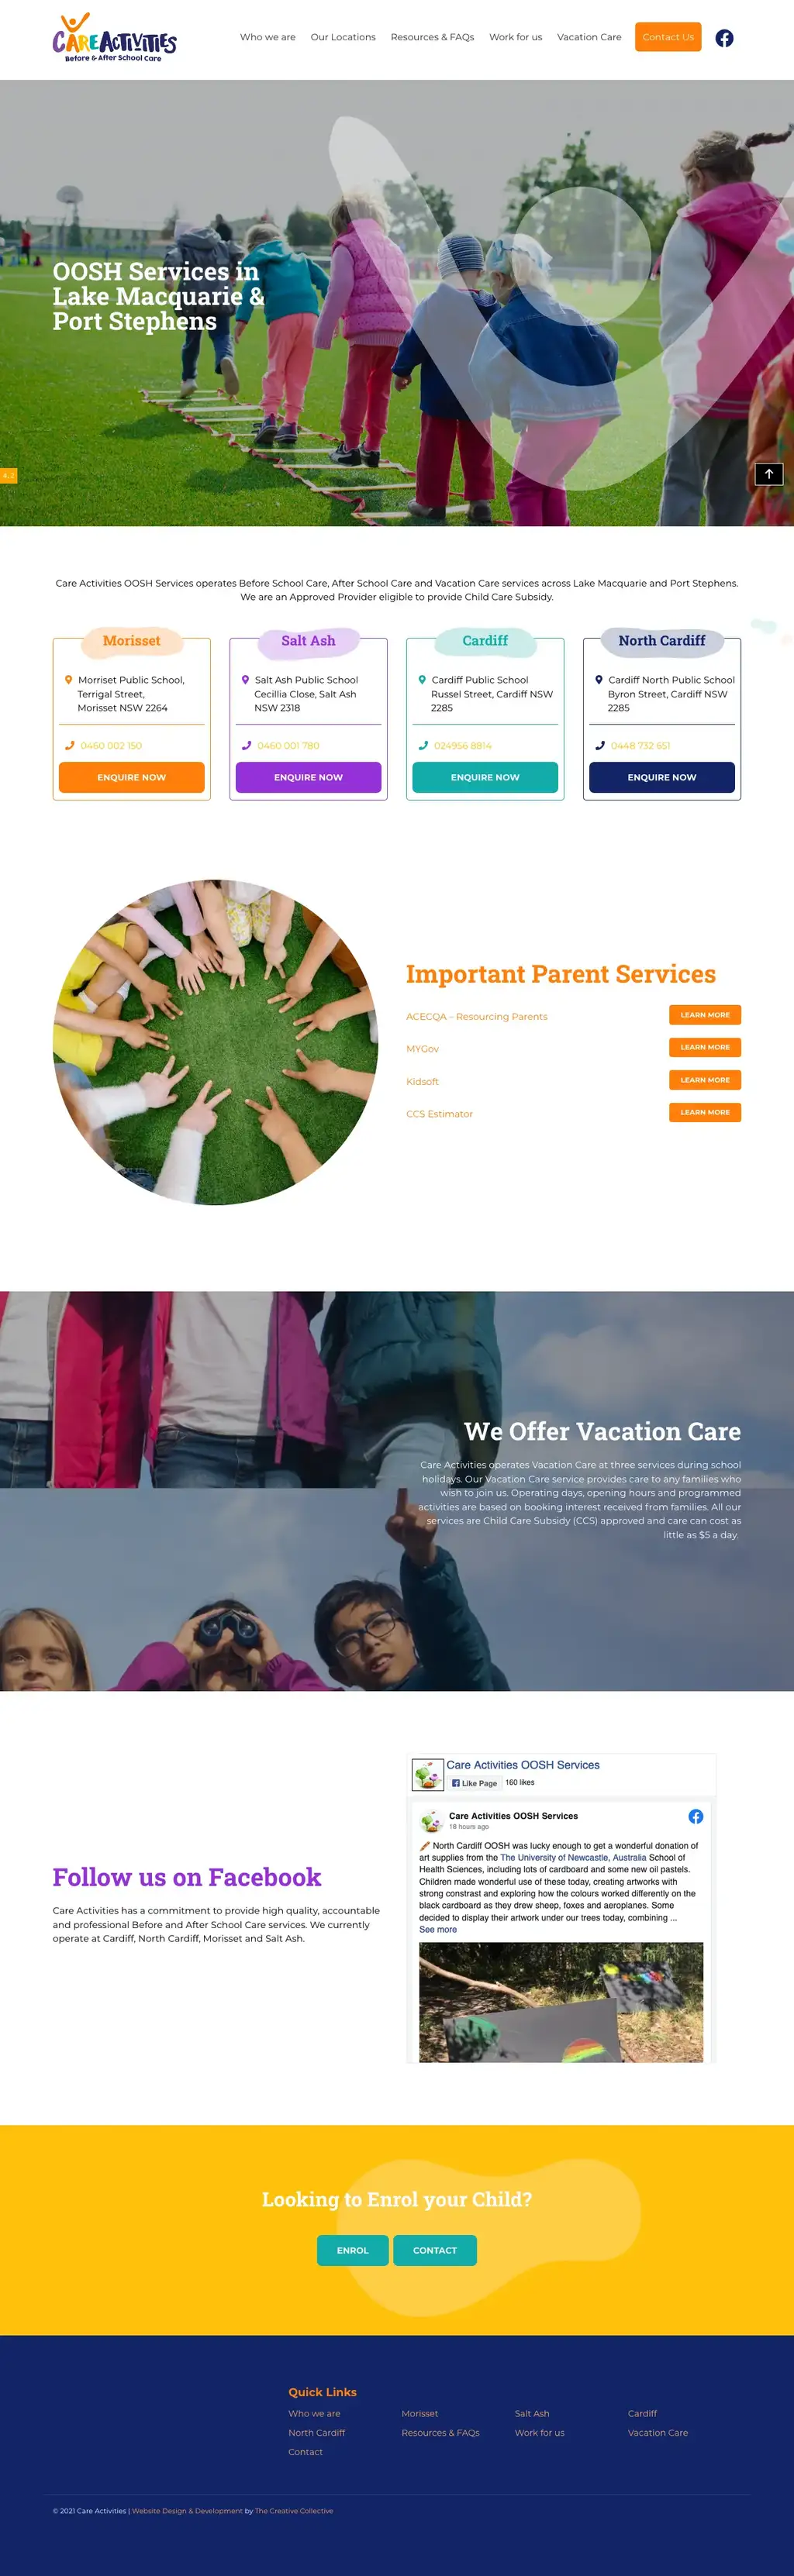 CAREACTIVITIES
Before & After School Care
Who we are
Our Locations
Resources & FAQs
Work for us
Vacation Care
Contact Us
OOSH Services in
Lake Macquarie &
Port Stephens
Care Activities OOSH Services operates Before School Care, After School Care and Vacation Care services across Lake Macquarie and Port Stephens.
We are an Approved Provider eligible to provide Child Care Subsidy.
Morisset
Morriset Public School,
Terrigal Street,
Morisset NSW 2264
0460 002 150
ENQUIRE NOW
Salt Ash
Salt Ash Public School
Cecillia Close, Salt Ash
NSW 2318
0460 001 780
ENQUIRE NOW
Cardiff
Cardiff Public School
Russel Street, Cardiff NSW
2285
024956 8814
ENQUIRE NOW
North Cardiff
Cardiff North Public School
Byron Street, Cardiff NSW
2285
0448 732 651
ENQUIRE NOW
Important Parent Services
ACECQA – Resourcing Parents
LEARN MORE
MYGov
LEARN MORE
Kidsoft
LEARN MORE
CCS Estimator
LEARN MORE
We Offer Vacation Care
Care Activities operates Vacation Care at three services during school
holidays. Our Vacation Care service provides care to any families who
wish to join us. Operating days, opening hours and programmed
activities are based on booking interest received from families. All our
services are Child Care Subsidy (CCS) approved and care can cost as
little as $5 a day.
Follow us on Facebook
Care Activities has a commitment to provide high quality, accountable
and professional Before and After School Care services. We currently
operate at Cardiff, North Cardiff, Morisset and Salt Ash.
Care Activities OOSH Services
Like Page
160 likes
Care Activities OOSH Services
18 hours ago
North Cardiff OOSH was lucky enough to get a wonderful donation of
art supplies from the The University of Newcastle, Australia School of
Health Sciences, including lots of cardboard and some new oil pastels.
Children made wonderful use of these today, creating artworks with
strong constrast and exploring how the colours worked differently on the
black cardboard as they drew sheep, foxes and aeroplanes. Some
decided to display their artwork under our trees today, combining ...
See more
Looking to Enrol your Child?
ENROL
CONTACT
Quick Links
Who we are
Morisset
Salt Ash
Cardiff
North Cardiff
Resources & FAQs
Work for us
Vacation Care
Contact
© 2021 Care Activities | Website Design & Development by The Creative Collective